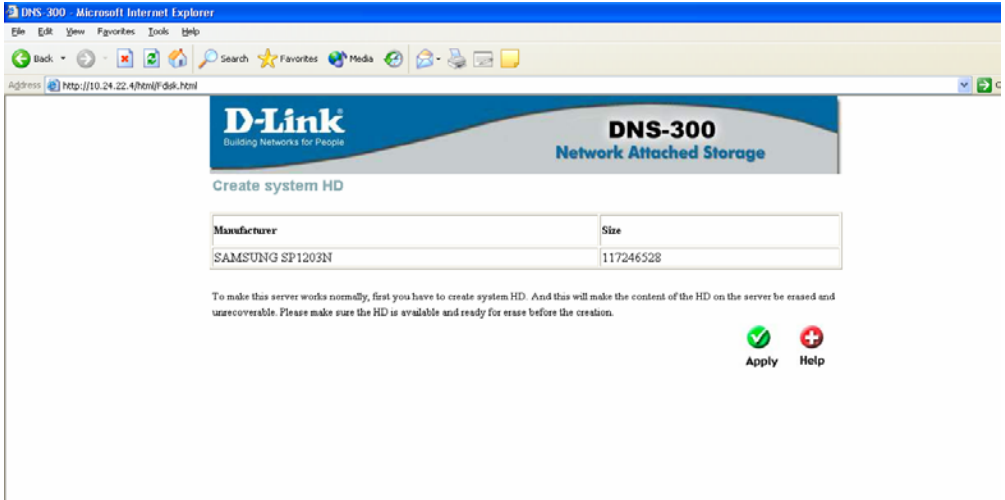 DNS-300 - Microsoft Internet Explorer
File Edit View Favorites Tools Help
Back Search Favorites Media
Address http://10.24.22.4/html/Fdisk.html
D-Link
Building Networks for People
DNS-300
Network Attached Storage
Create system HD
Manufacturer Size
SAMSUNG SP1203N 117246528
To make this server works normally, first you have to create system HD. And this will make the content of the HD on the server be erased and
unrecoverable. Please make sure the HD is available and ready for erase before the creation.
Apply Help